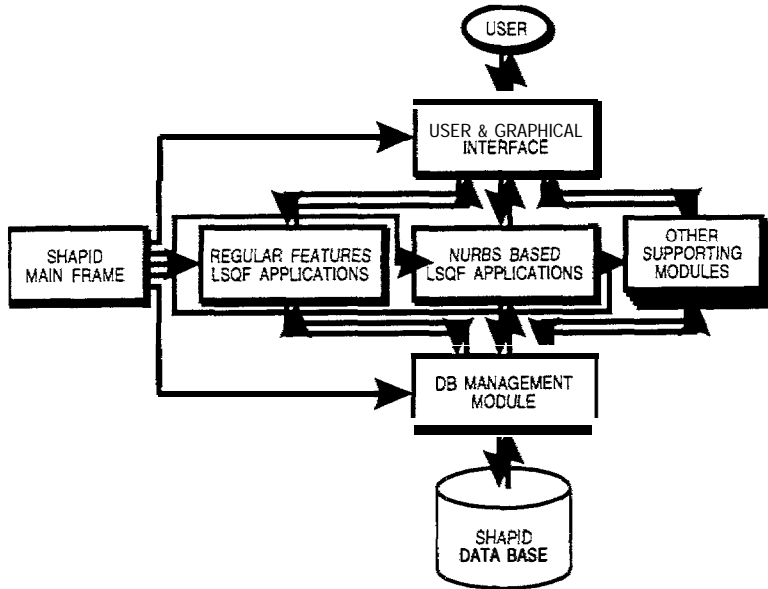 USER
USER & GRAPHICAL
INTERFACE
SHAPID
MAIN FRAME
REGULAR FEATURES
LSQF APPLICATIONS
NURBS BASED
LSQF APPLICATIONS
OTHER
SUPPORTING
MODULES
DB MANAGEMENT
MODULE
SHAPID
DATA BASE